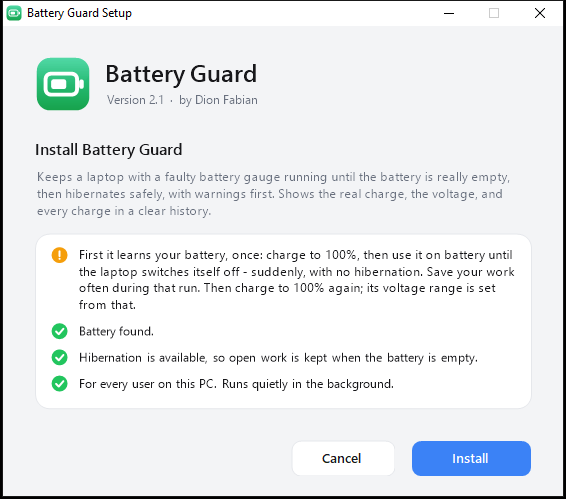 Battery Guard Setup
Battery Guard
Version 2.1 · by Dion Fabian
Install Battery Guard
Keeps a laptop with a faulty battery gauge running until the battery is really empty,
then hibernates safely, with warnings first. Shows the real charge, the voltage, and
every charge in a clear history.
First it learns your battery, once: charge to 100%, then use it on battery until
the laptop switches itself off - suddenly, with no hibernation. Save your work
often during that run. Then charge to 100% again; its voltage range is set
from that.
Battery found.
Hibernation is available, so open work is kept when the battery is empty.
For every user on this PC. Runs quietly in the background.
Cancel
Install